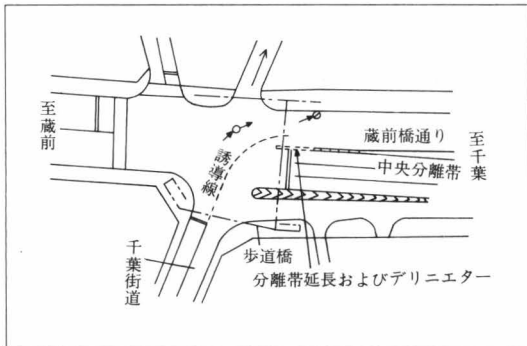 至蔵前
蔵前橋通り
至千葉
中央分離帯
誘導線
歩道橋
千葉街道
分離帯延長およびデリニエター